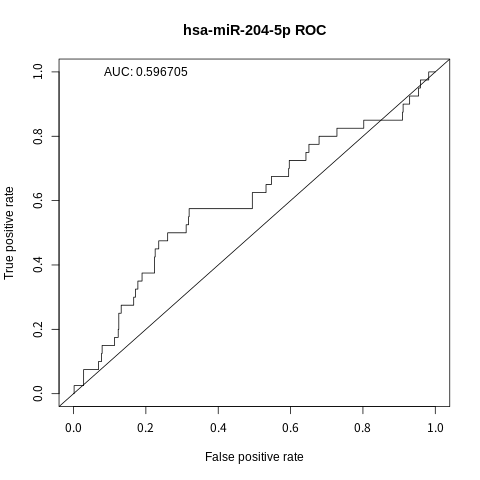 hsa-miR-204-5p ROC
AUC: 0.596705
True positive rate
1.0
0.8
0.6
0.4
0.2
0.0
0.0 0.2 0.4 0.6 0.8 1.0
False positive rate